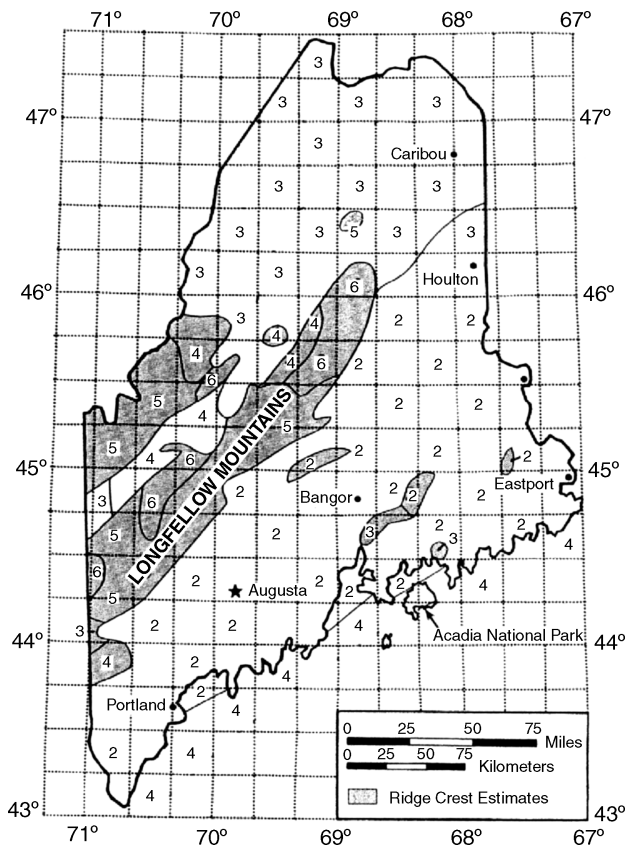 71° 70° 69° 68° 67°
3
3 3 3
47°
3
Caribou
3 3 3
3 3 5 3 3
3 3
Houlton
6
46°
3
4 4 2 2
4
4 6 2 2
6
5 4 2 2
5
5 4 6 2 2 2
LONGFELLOW MOUNTAINS
45°
45°
Eastport
3 6 2 2 2 2
Bangor
5 2 3 2 2 4
3
6 2 2 2 4
5 Augusta 2
3 2 2 4
Acadia National Park
44°
44°
4 2
2 4
Portland
4
2 4
4
0 25 50 75
Miles
0 25 50 75
Kilometers
Ridge Crest Estimates
43°
43°
71° 70° 69° 68° 67°